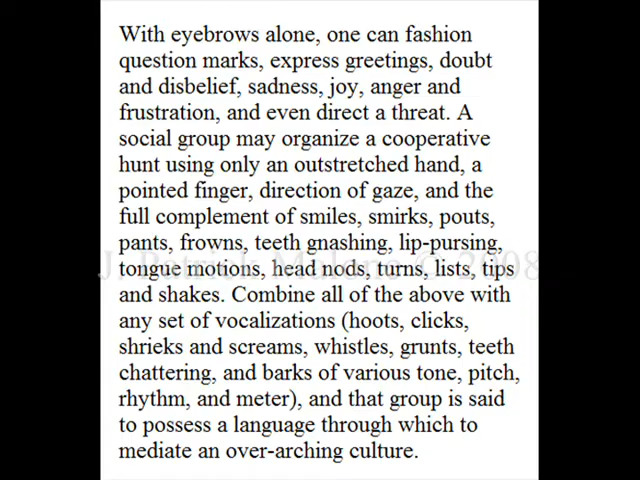 With eyebrows alone, one can fashion
question marks, express greetings, doubt
and disbelief, sadness, joy, anger and
frustration, and even direct a threat. A
social group may organize a cooperative
hunt using only an outstretched hand, a
pointed finger, direction of gaze, and the
full complement of smiles, smirks, pouts,
pants, frowns, teeth gnashing, lip-pursing,
J. Patrick Malone © 2008
tongue motions, head nods, turns, lists, tips
and shakes. Combine all of the above with
any set of vocalizations (hoots, clicks,
shrieks and screams, whistles, grunts, teeth
chattering, and barks of various tone, pitch,
rhythm, and meter), and that group is said
to possess a language through which to
mediate an over-arching culture.